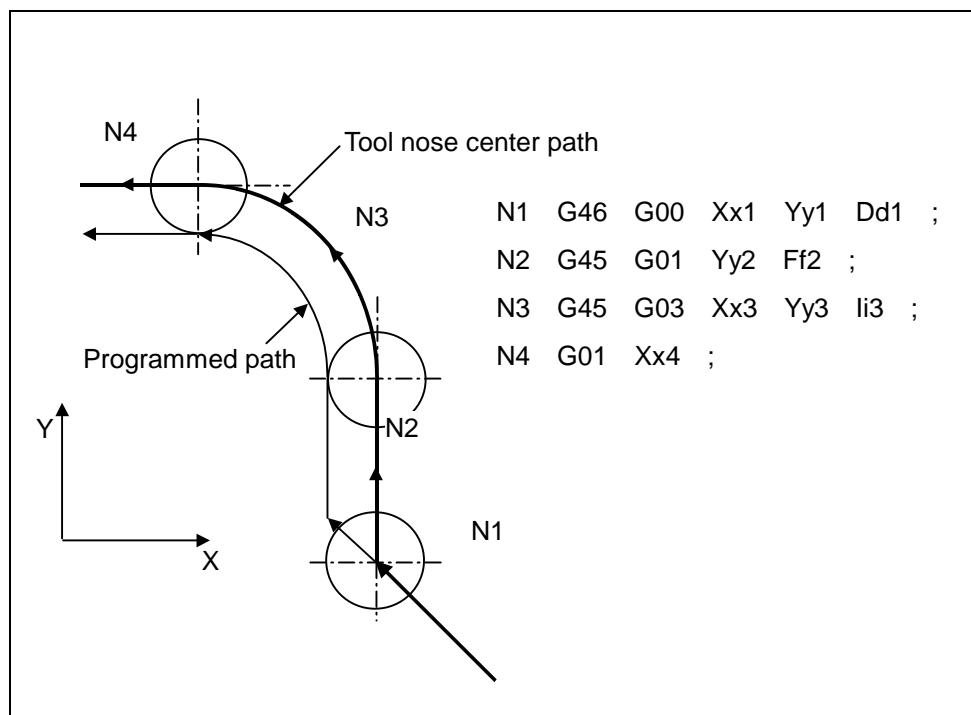 N4
Tool nose center path
N3
N1 G46 G00 Xx1 Yy1 Dd1 ;
N2 G45 G01 Yy2 Ff2 ;
N3 G45 G03 Xx3 Yy3 Ii3 ;
N4 G01 Xx4 ;
Programmed path
N2
Y
X
N1